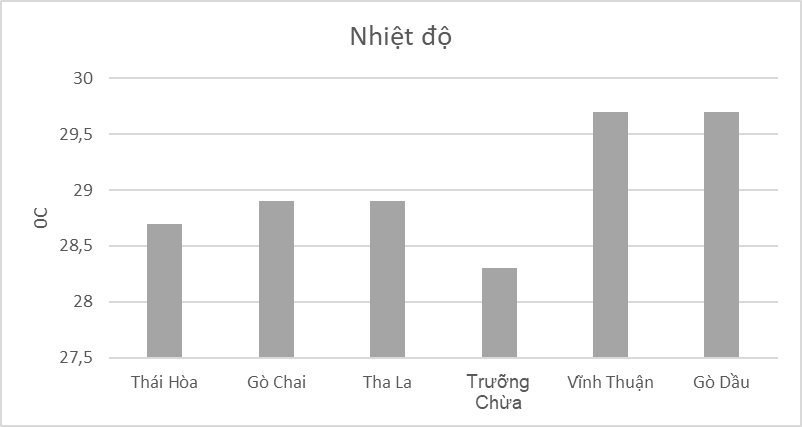 Nhiệt độ
30
29,5
29
28,5
28
27,5
0C
Thái Hòa
Gò Chai
Tha La
Trưỡng
Chừa
Vĩnh Thuận
Gò Dầu